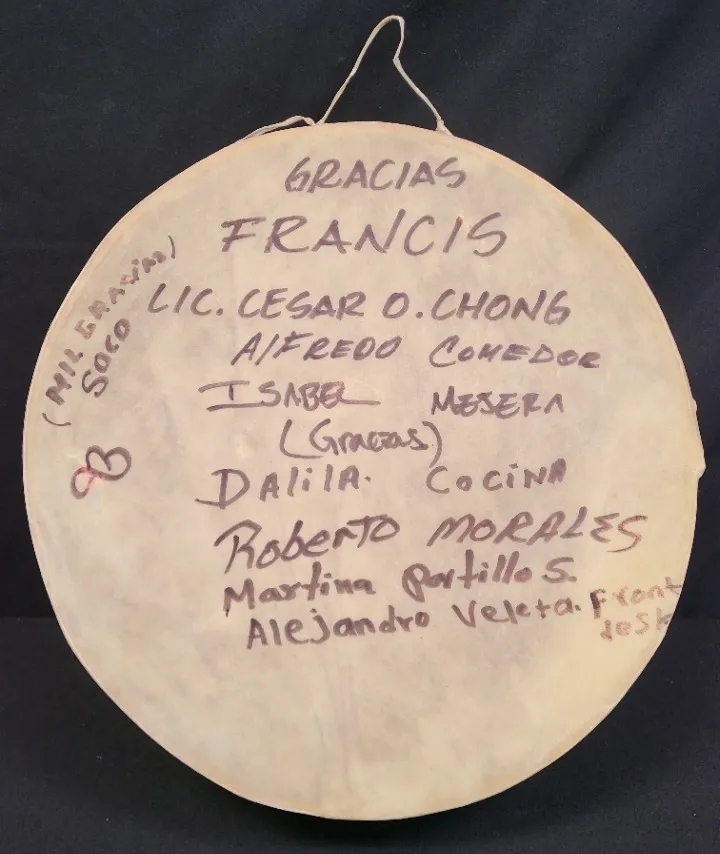 GRACIAS
FRANCIS
LIC. CESAR O. CHONG
AlFREDO COMEDOR
ISABEL MESERA
(Gracias)
DAlilA. COCiNA
RobeRTO MORALES
Martina Portillo S.
Alejandro Veleta. Front
deSk
(MIL GRACiAS)
SOCO